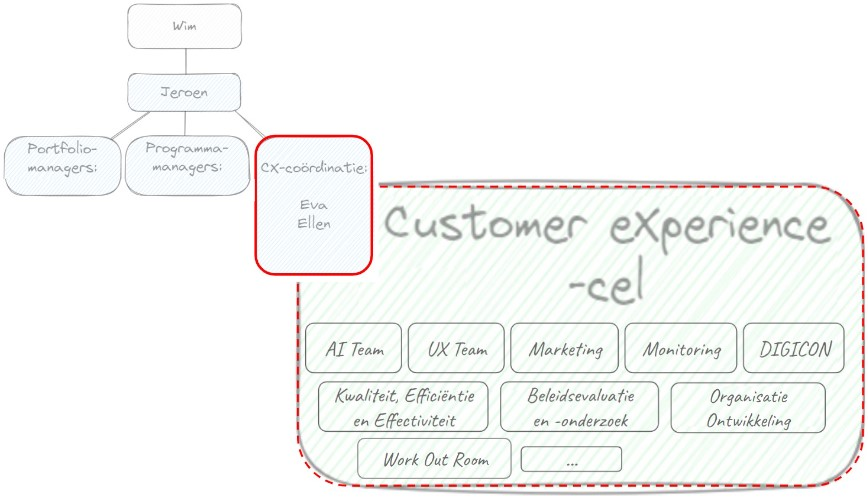 Wim
Jeroen
Portfolio-
managers:
Programma-
managers:
CX-coördinatie:
Eva
Ellen
Customer eXperience
-cel
AI Team
UX Team
Marketing
Monitoring
DIGICON
Kwaliteit, Efficiëntie
en Effectiviteit
Beleidsevaluatie
en -onderzoek
Organisatie
Ontwikkeling
Work Out Room
...